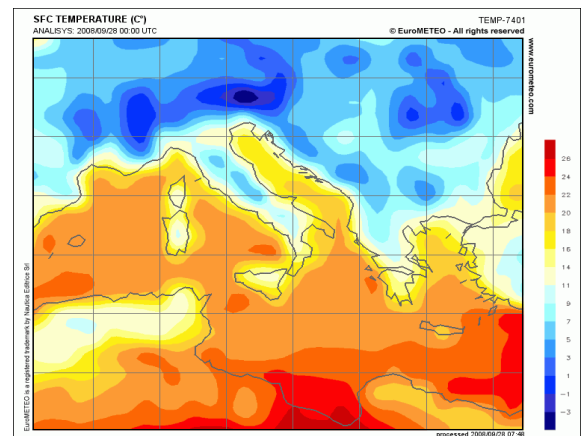 SFC TEMPERATURE (C°)
TEMP-7401
ANALISYS: 2008/09/28 00:00 UTC
© EuroMETEO - All rights reserved
www.eurometeo.com
EuroMETEO is a registered trademark by Nautica Editrice Srl
26
24
22
20
18
16
14
11
9
7
5
3
1
−1
−3
processed 2008/09/28 07:48